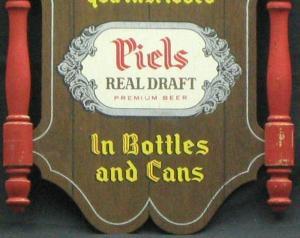 Piels
REAL DRAFT
PREMIUM BEER
In Bottles
and Cans